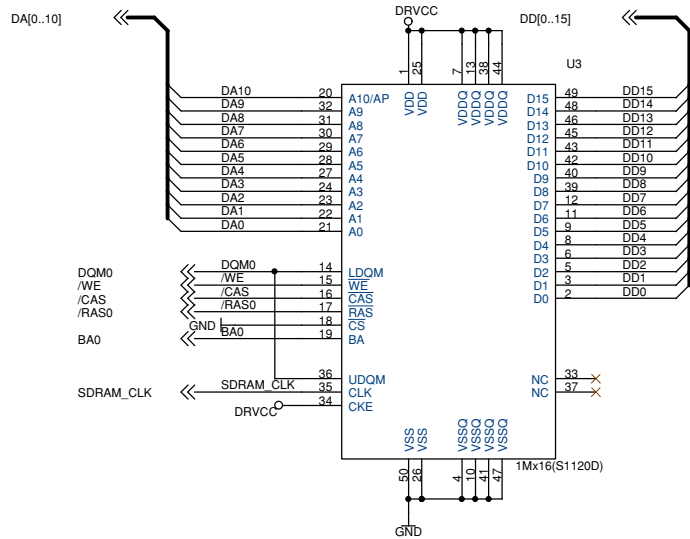 DRVCC
DA[0..10] DD[0..15]
U3
1 25 7 13 38 44
VDD VDD VDDQ VDDQ VDDQ VDDQ
DA10 20 A10/AP D15 49 DD15
DA9 32 A9 D14 48 DD14
DA8 31 A8 D13 46 DD13
DA7 30 A7 D12 45 DD12
DA6 29 A6 D11 43 DD11
DA5 28 A5 D10 42 DD10
DA4 27 A4 D9 40 DD9
DA3 24 A3 D8 39 DD8
DA2 23 A2 D7 12 DD7
DA1 22 A1 D6 11 DD6
DA0 21 A0 D5 9 DD5
D4 8 DD4
D3 6 DD3
D2 5 DD2
D1 3 DD1
D0 2 DD0
DQM0 DQM0 14 LDQM
/WE /WE 15 WE
/CAS /CAS 16 CAS
/RAS0 /RAS0 17 RAS
GND 18 CS
BA0 BA0 19 BA
36 UDQM NC 33
SDRAM_CLK SDRAM_CLK 35 CLK NC 37
DRVCC 34 CKE
VSS VSS VSSQ VSSQ VSSQ VSSQ
1Mx16(S1120D)
50 26 4 10 41 47
GND